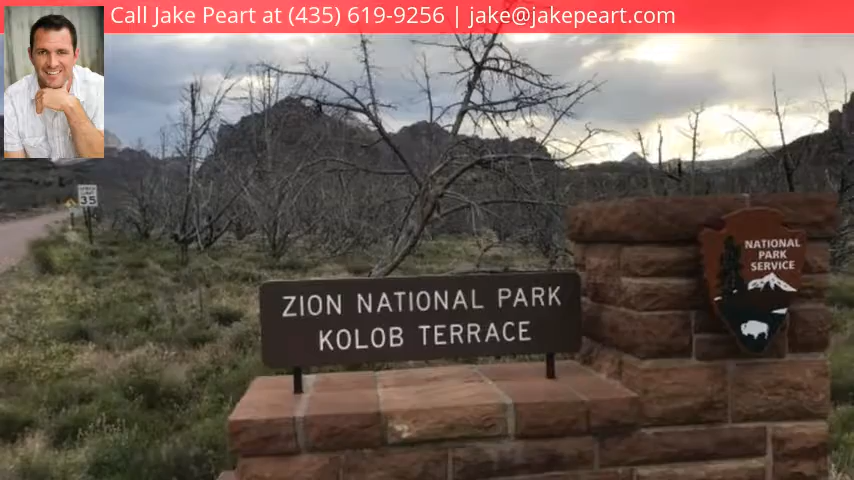 Call Jake Peart at (435) 619-9256 | jake@jakepeart.com
35
ZION NATIONAL PARK
KOLOB TERRACE
NATIONAL
PARK
SERVICE